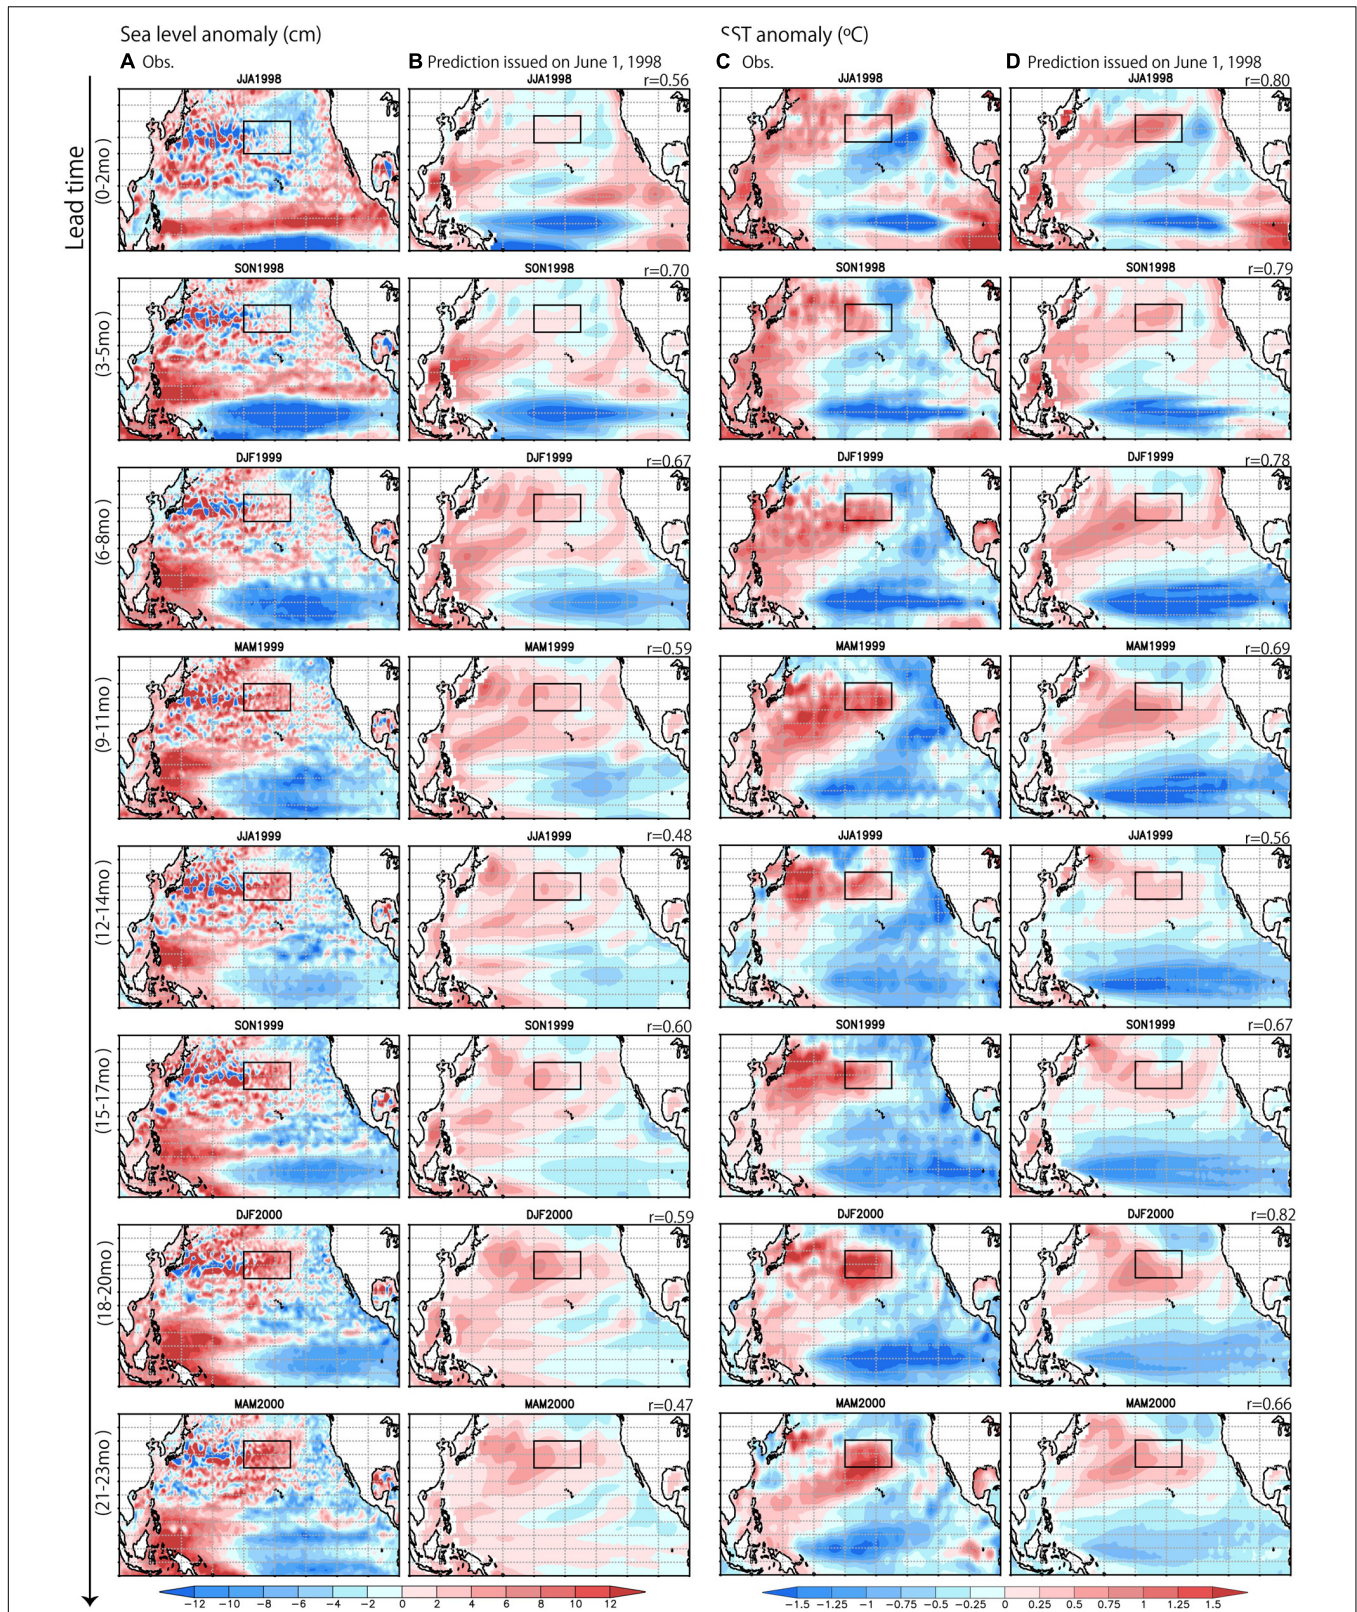 Sea level anomaly (cm)
SST anomaly (ºC)
A Obs.
B Prediction issued on June 1, 1998
C Obs.
D Prediction issued on June 1, 1998
Lead time
(0-2mo )
JJA1998
JJA1998
r=0.56
JJA1998
JJA1998
r=0.80
(3-5mo )
SON1998
SON1998
r=0.70
SON1998
SON1998
r=0.79
(6-8mo)
DJF1999
DJF1999
r=0.67
DJF1999
DJF1999
r=0.78
(9-11mo)
MAM1999
MAM1999
r=0.59
MAM1999
MAM1999
r=0.69
(12-14mo)
JJA1999
JJA1999
r=0.48
JJA1999
JJA1999
r=0.56
(15-17mo )
SON1999
SON1999
r=0.60
SON1999
SON1999
r=0.67
(18-20mo)
DJF2000
DJF2000
r=0.59
DJF2000
DJF2000
r=0.82
(21-23mo )
MAM2000
MAM2000
r=0.47
MAM2000
MAM2000
r=0.66
−12 −10 −8 −6 −4 −2 0 2 4 6 8 10 12
−1.5 −1.25 −1 −0.75 −0.5 −0.25 0 0.25 0.5 0.75 1 1.25 1.5